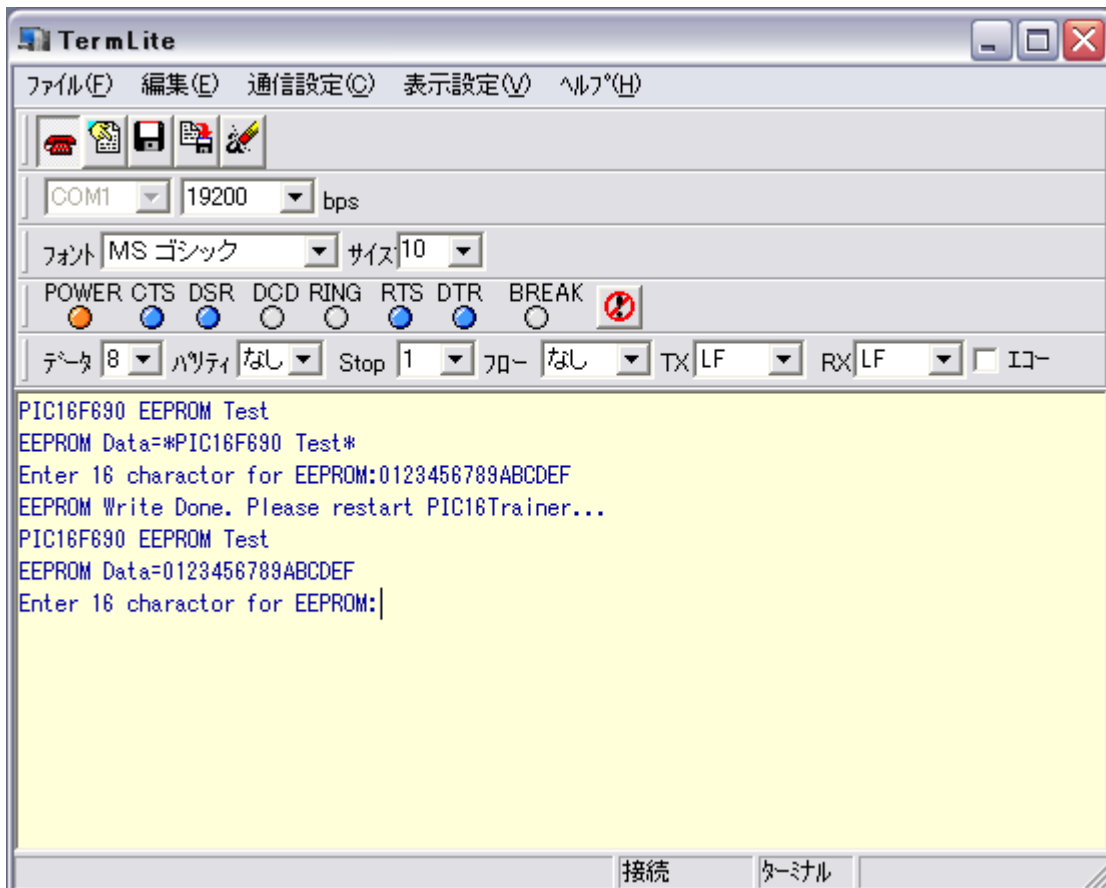 TermLite
ﾌｧｲﾙ(F) 編集(E) 通信設定(C) 表示設定(V) ﾍﾙﾌﾟ(H)
COM1 19200 bps
ﾌｫﾝﾄ MS ゴシック ｻｲｽﾞ 10
POWER CTS DSR DCD RING RTS DTR BREAK
ﾃﾞｰﾀ 8 ﾊﾟﾘﾃｨ なし Stop 1 ﾌﾛｰ なし TX LF RX LF ｴｺｰ
PIC16F690 EEPROM Test
EEPROM Data=*PIC16F690 Test*
Enter 16 charactor for EEPROM:0123456789ABCDEF
EEPROM Write Done. Please restart PIC16Trainer...
PIC16F690 EEPROM Test
EEPROM Data=0123456789ABCDEF
Enter 16 charactor for EEPROM:
接続 ﾀｰﾐﾅﾙ